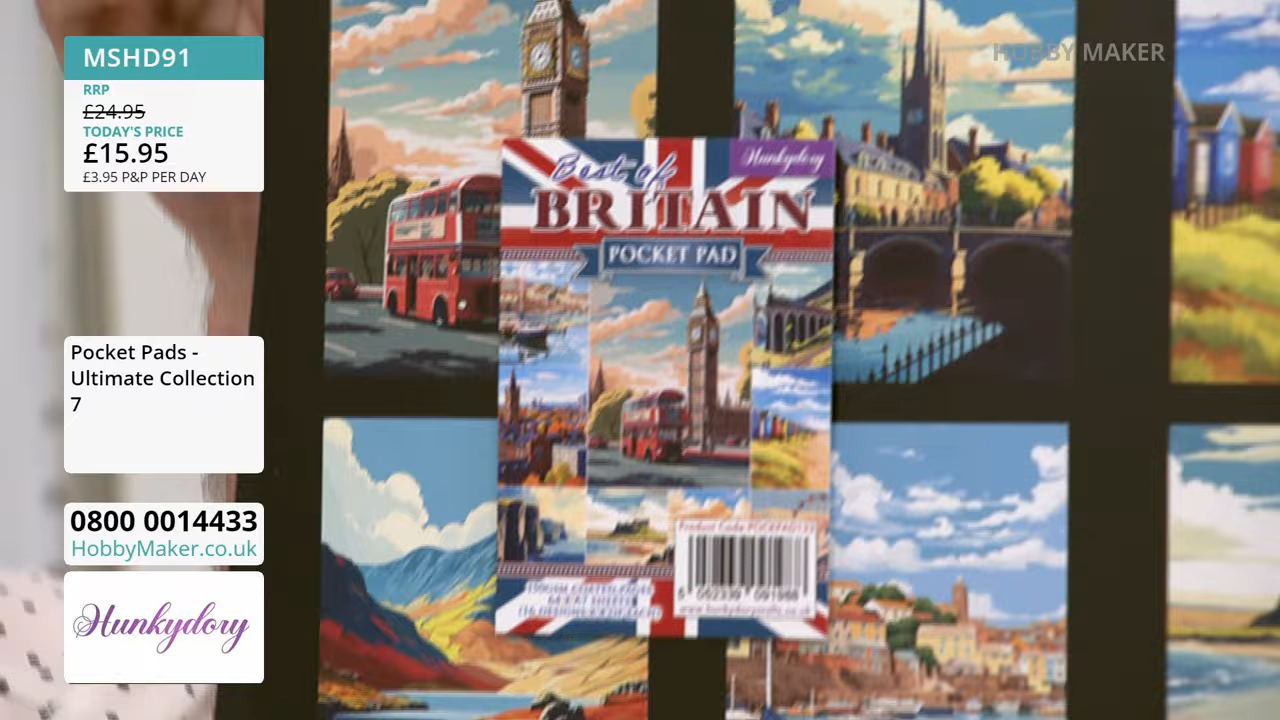 MSHD91
RRP
£24.95
TODAY'S PRICE
£15.95
£3.95 P&P PER DAY
Pocket Pads -
Ultimate Collection
7
0800 0014433
HobbyMaker.co.uk
Hunkydory
HOBBY MAKER
Hunkydory
Best of
BRITAIN
POCKET PAD